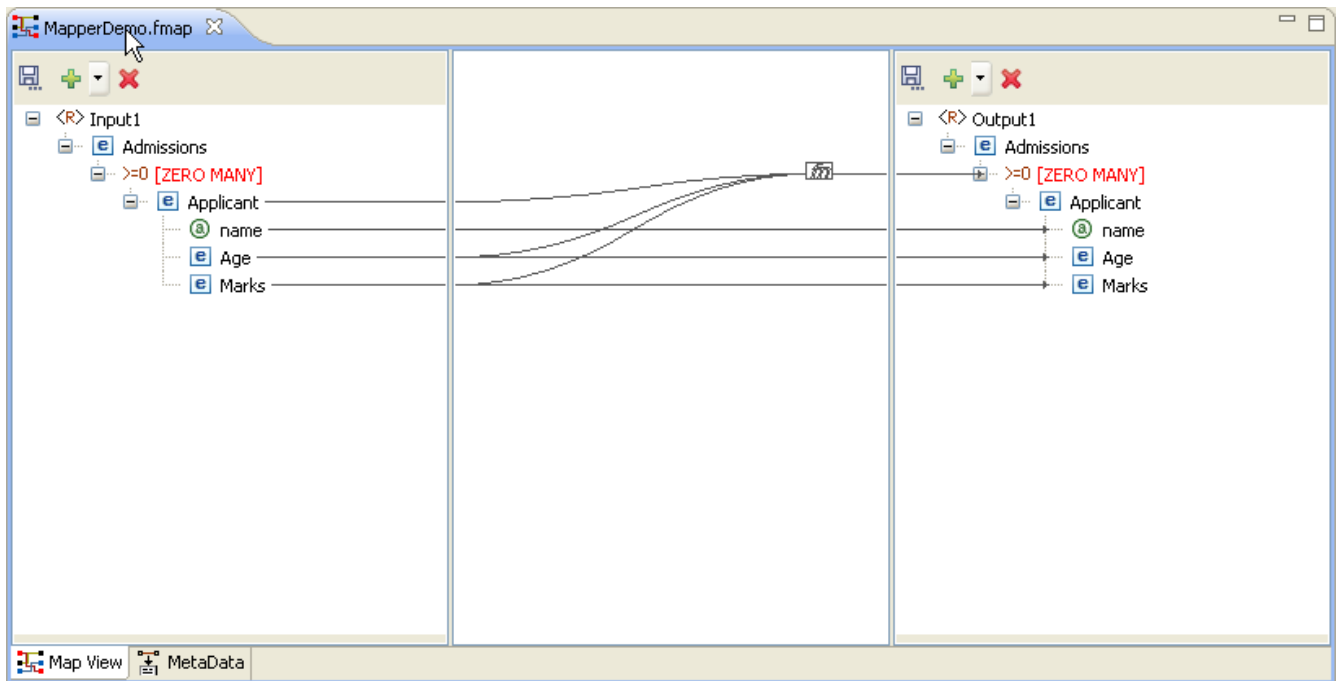 MapperDemo.fmap
<R> Input1
Admissions
>=0 [ZERO MANY]
Applicant
name
Age
Marks
<R> Output1
Admissions
>=0 [ZERO MANY]
Applicant
name
Age
Marks
Map View MetaData